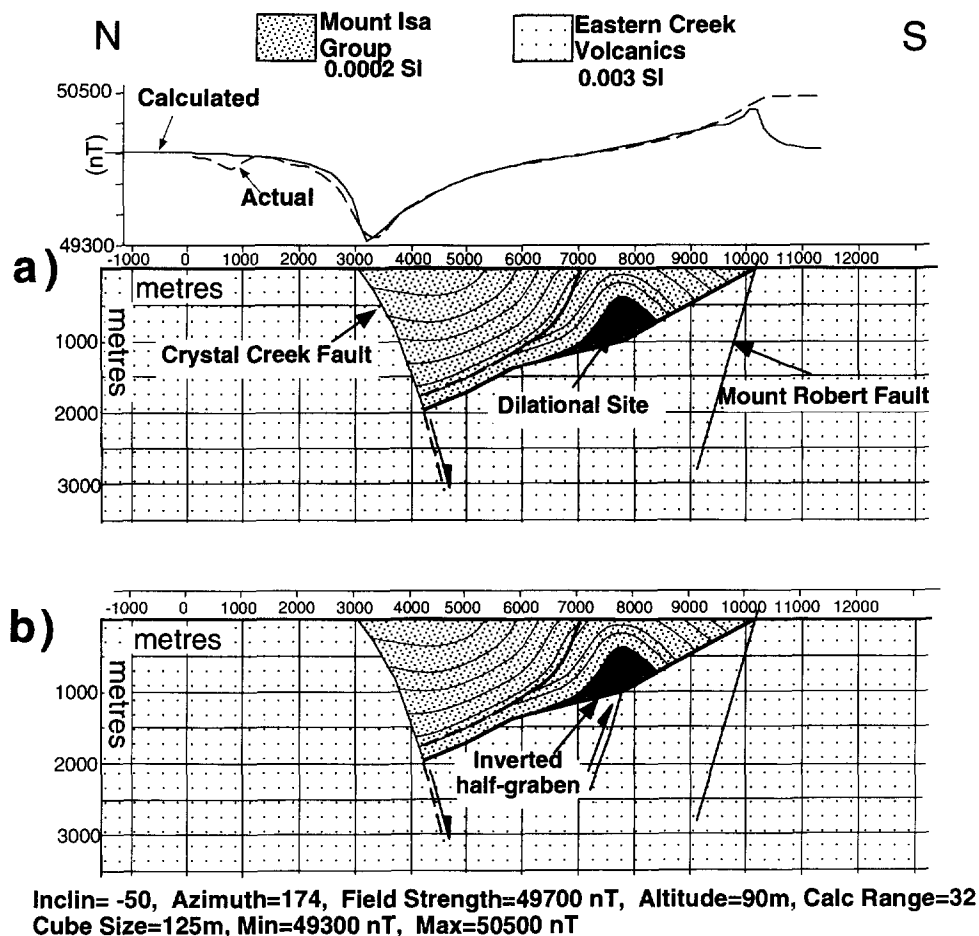 N
Mount Isa
Group
0.0002 SI
Eastern Creek
Volcanics
0.003 SI
S
50500
Calculated
(nT)
Actual
49300
-1000 0 1000 2000 3000 4000 5000 6000 7000 8000 9000 10000 11000 12000
a)
metres
metres
1000
Crystal Creek Fault
Dilational Site
Mount Robert Fault
2000
3000
-1000 0 1000 2000 3000 4000 5000 6000 7000 8000 9000 10000 11000 12000
b)
metres
metres
1000
Inverted
half-graben
2000
3000
Inclin= -50, Azimuth=174, Field Strength=49700 nT, Altitude=90m, Calc Range=32
Cube Size=125m, Min=49300 nT, Max=50500 nT